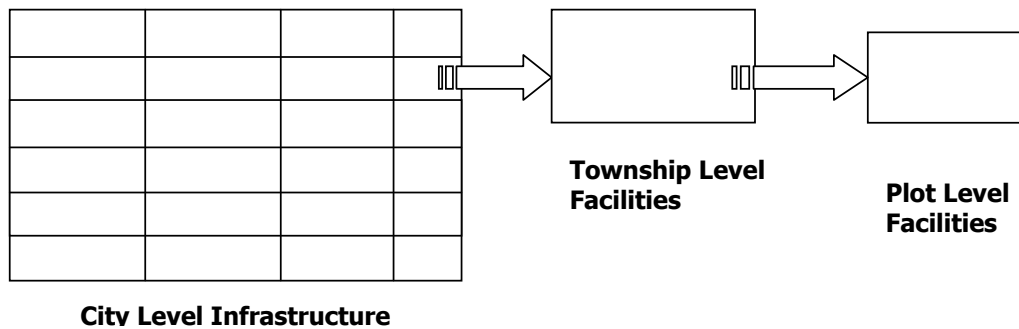 Township Level
Facilities
Plot Level
Facilities
City Level Infrastructure